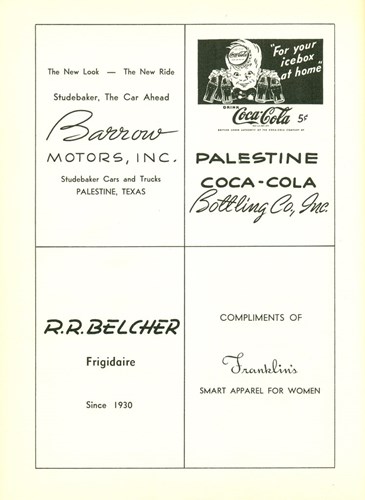 The New Look — The New Ride
Studebaker, The Car Ahead
Barrow
MOTORS, INC.
Studebaker Cars and Trucks
PALESTINE, TEXAS
"For your
icebox
at home"
DRINK
Coca-Cola 5¢
PALESTINE
COCA-COLA
Bottling Co., Inc.
R.R. BELCHER
Frigidaire
Since 1930
COMPLIMENTS OF
Franklin's
SMART APPAREL FOR WOMEN